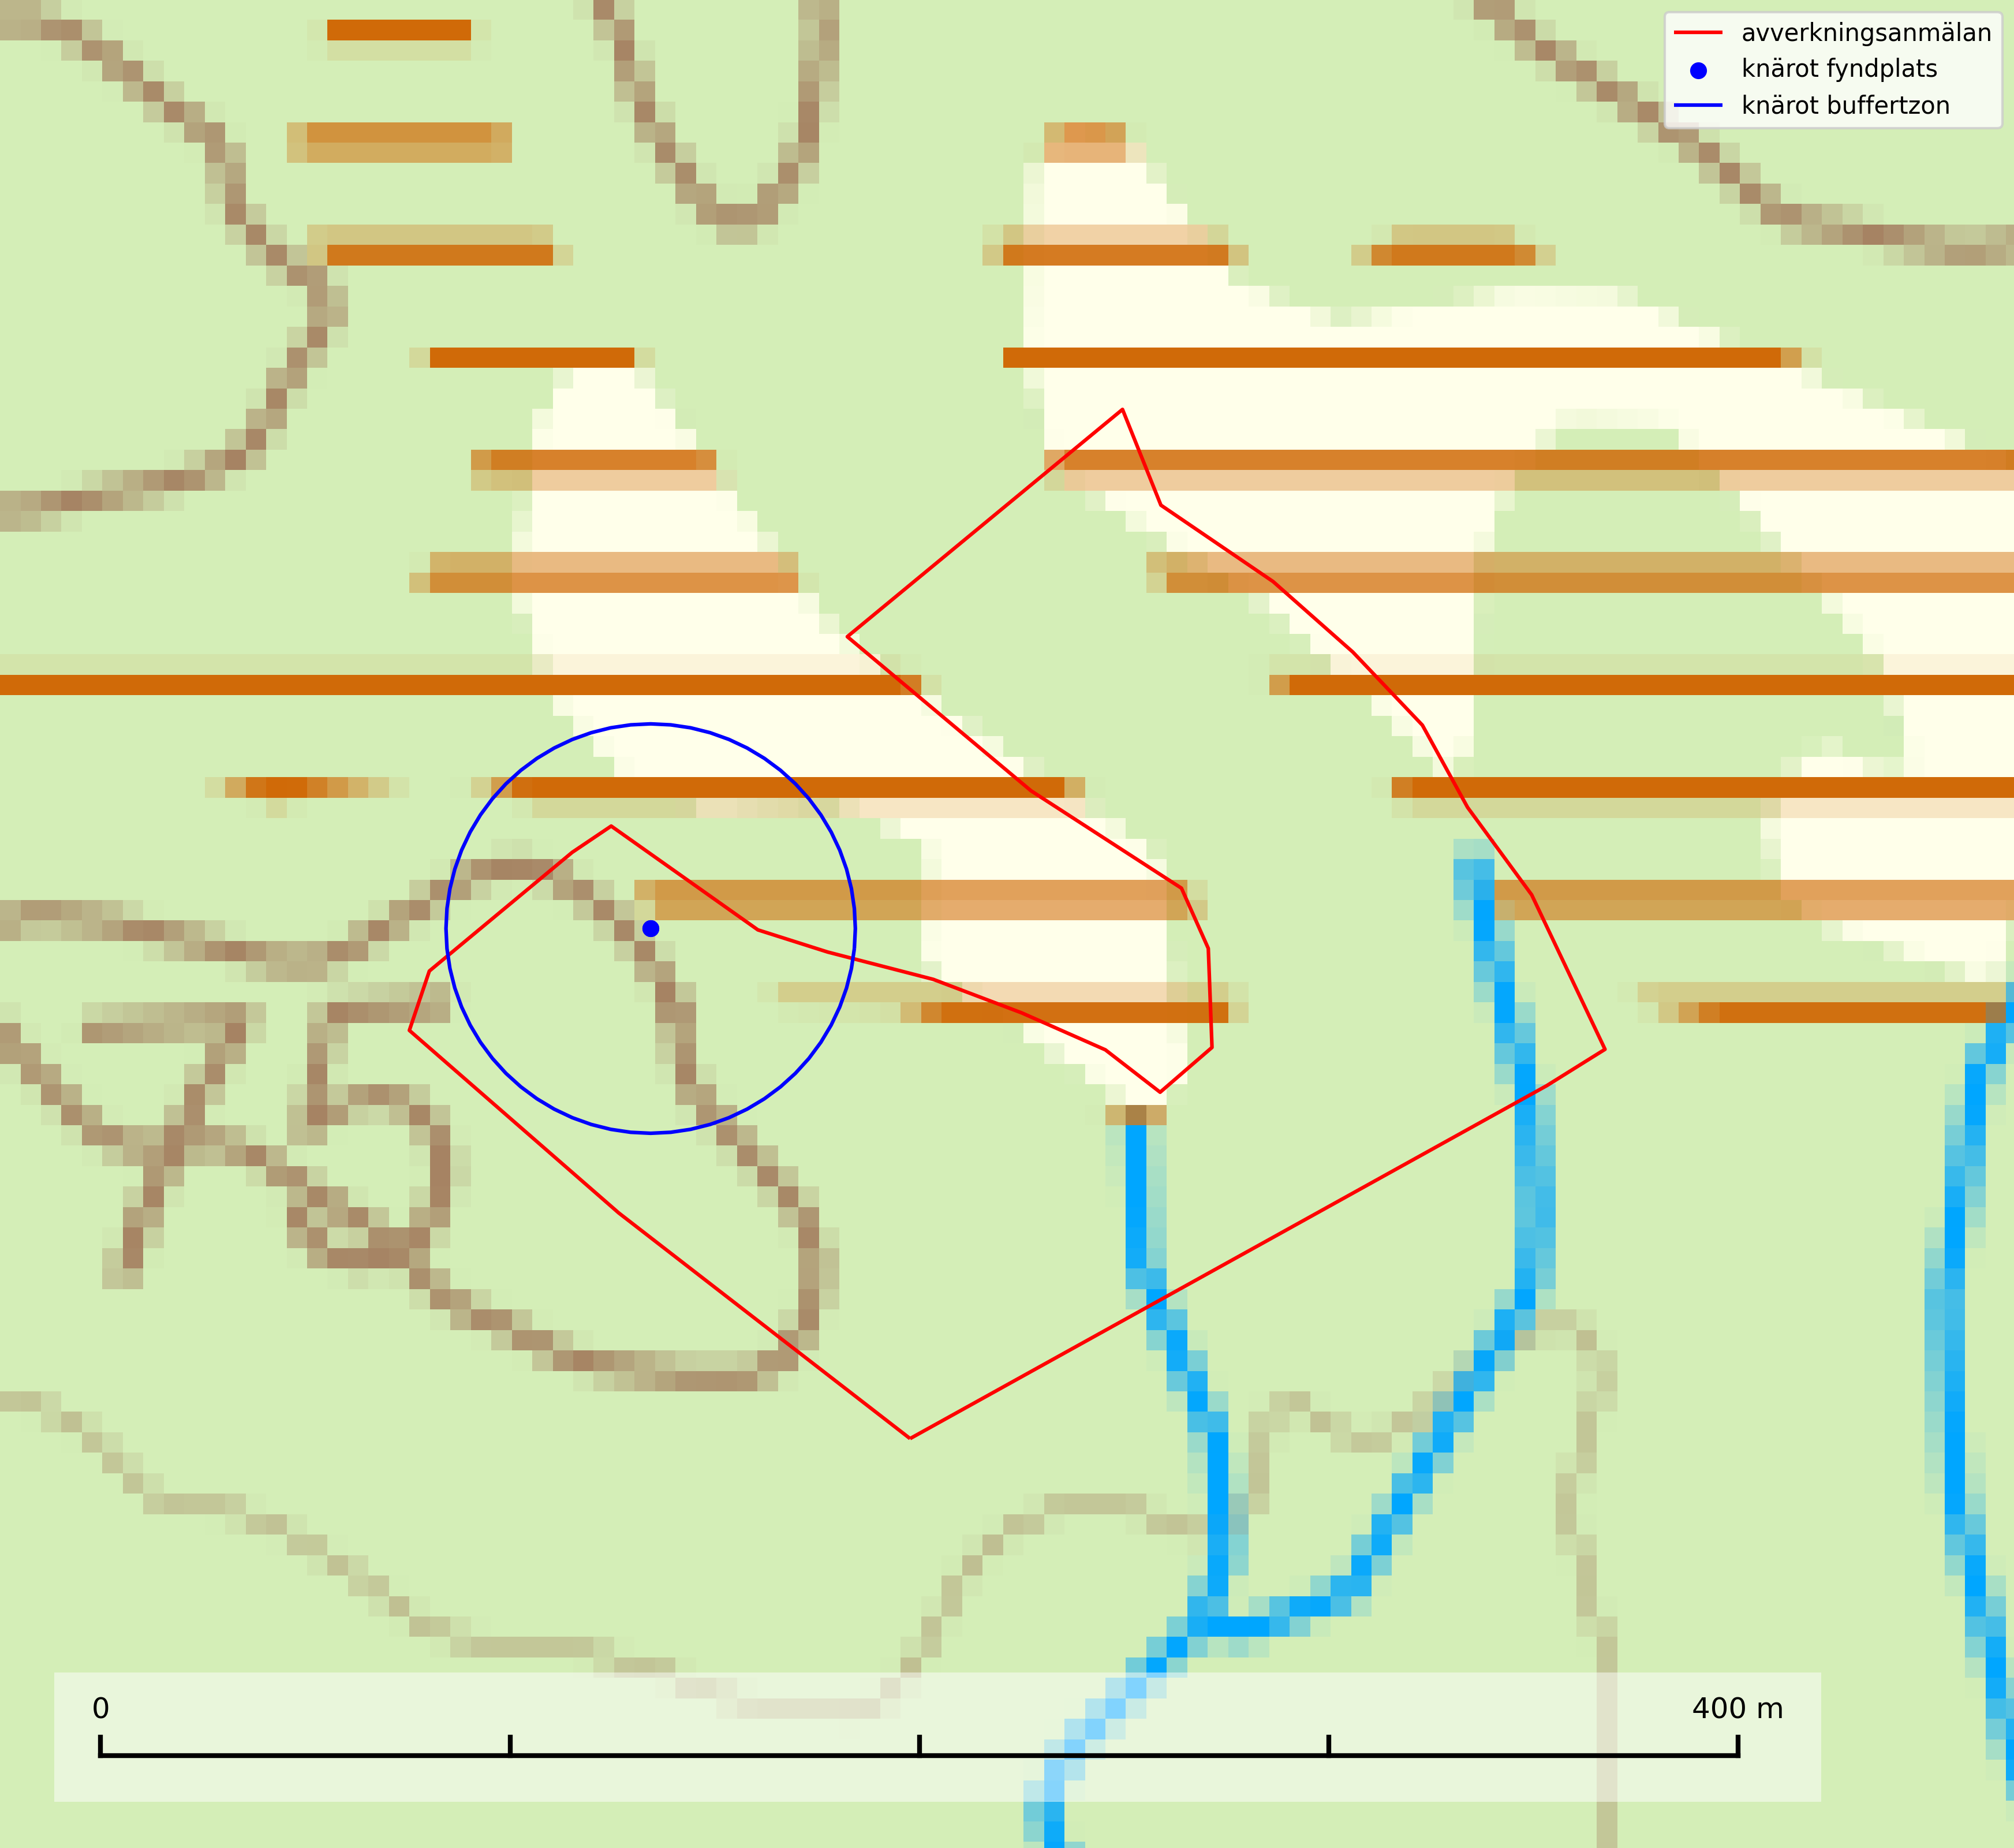 avverkningsanmälan
knärot fyndplats
knärot buffertzon
0 400 m